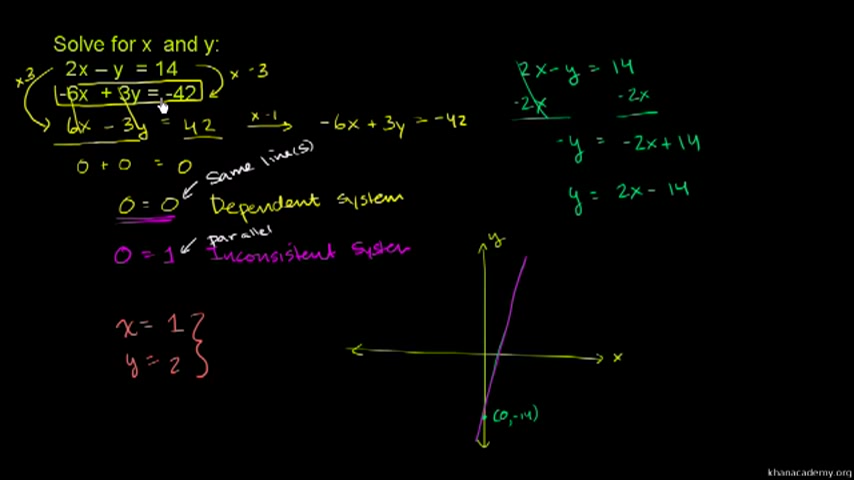 Solve for x and y:
2x − y = 14
x 3
x -3
-6x + 3y = -42
6x - 3y = 42
x -1
-6x + 3y = -42
0 + 0 = 0
Same line(s)
0 = 0 Dependent system
parallel
0 = 1 Inconsistent system
x = 1
y = 2
2x - y = 14
-2x -2x
-y = -2x + 14
y = 2x - 14
y
x
(0,-14)
khanacademy.org